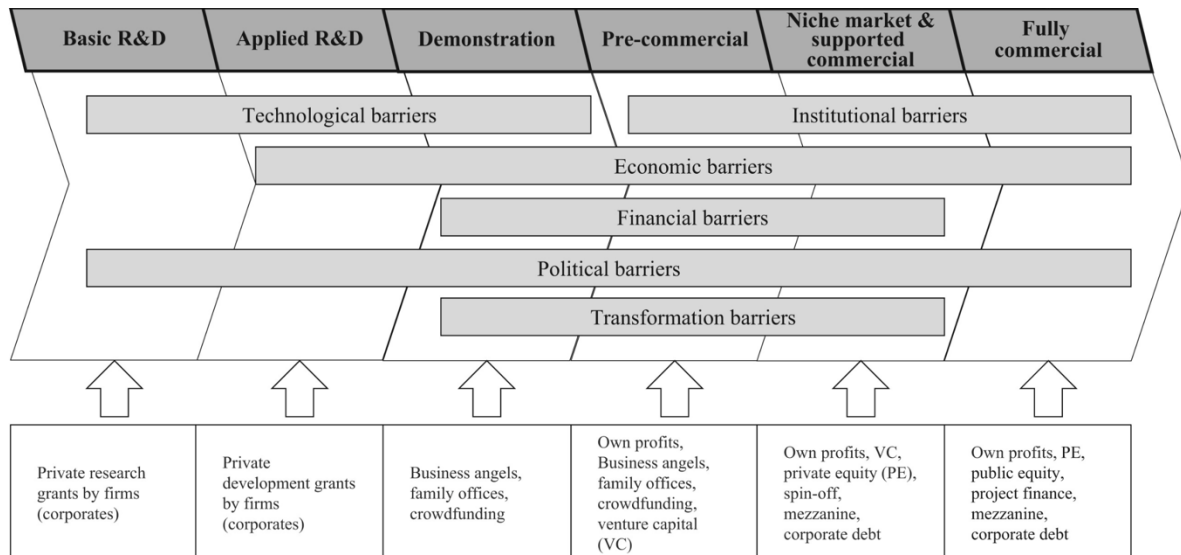 Basic R&D
Applied R&D
Demonstration
Pre-commercial
Niche market &
supported
commercial
Fully
commercial
Technological barriers
Institutional barriers
Economic barriers
Financial barriers
Political barriers
Transformation barriers
Private research
grants by firms
(corporates)
Private
development grants
by firms
(corporates)
Business angels,
family offices,
crowdfunding
Own profits,
Business angels,
family offices,
crowdfunding,
venture capital
(VC)
Own profits, VC,
private equity (PE),
spin-off,
mezzanine,
corporate debt
Own profits, PE,
public equity,
project finance,
mezzanine,
corporate debt